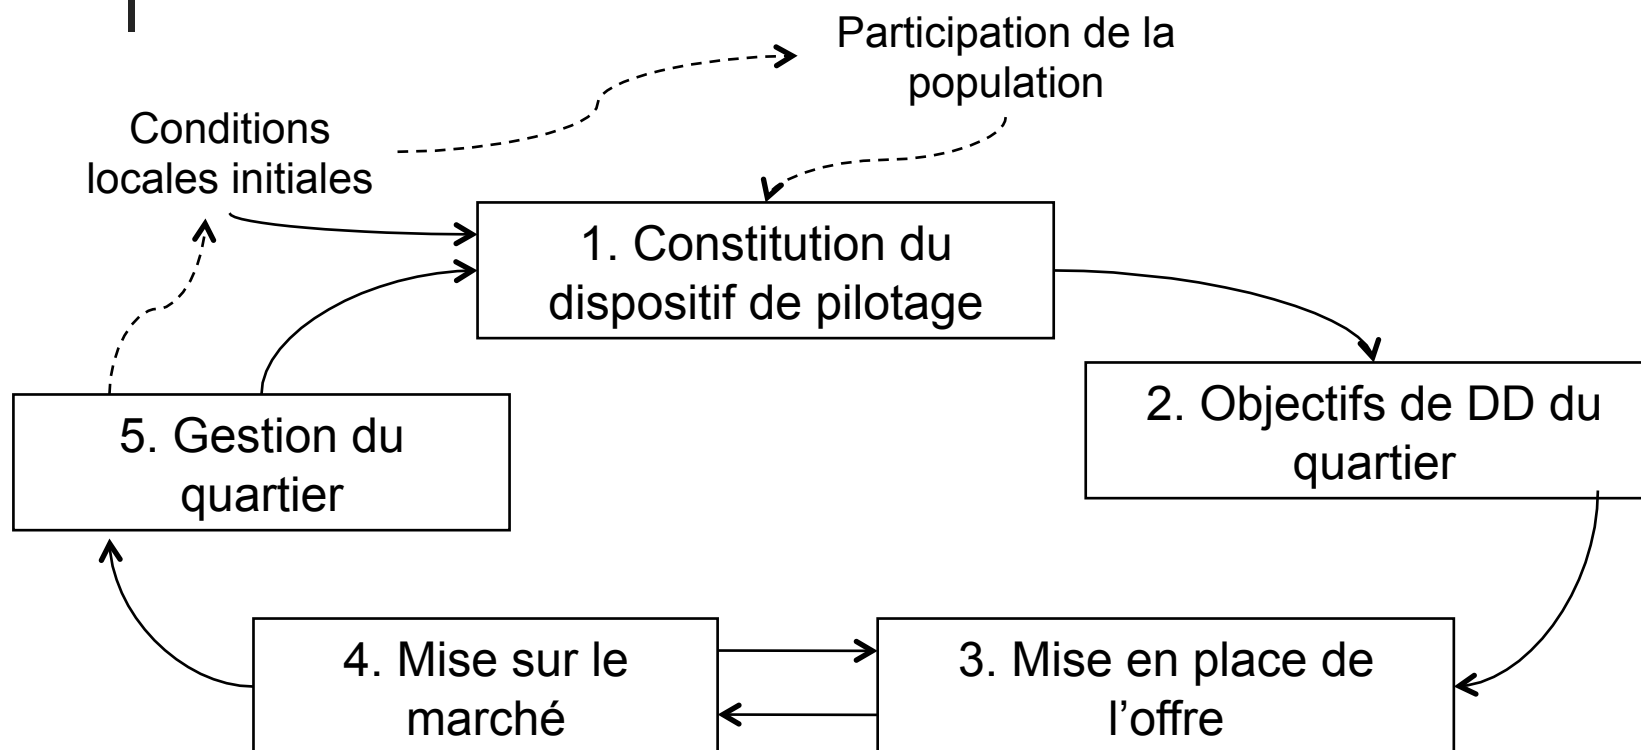 Participation de la
population
Conditions
locales initiales
1. Constitution du
dispositif de pilotage
2. Objectifs de DD du
quartier
5. Gestion du
quartier
4. Mise sur le
marché
3. Mise en place de
l’offre